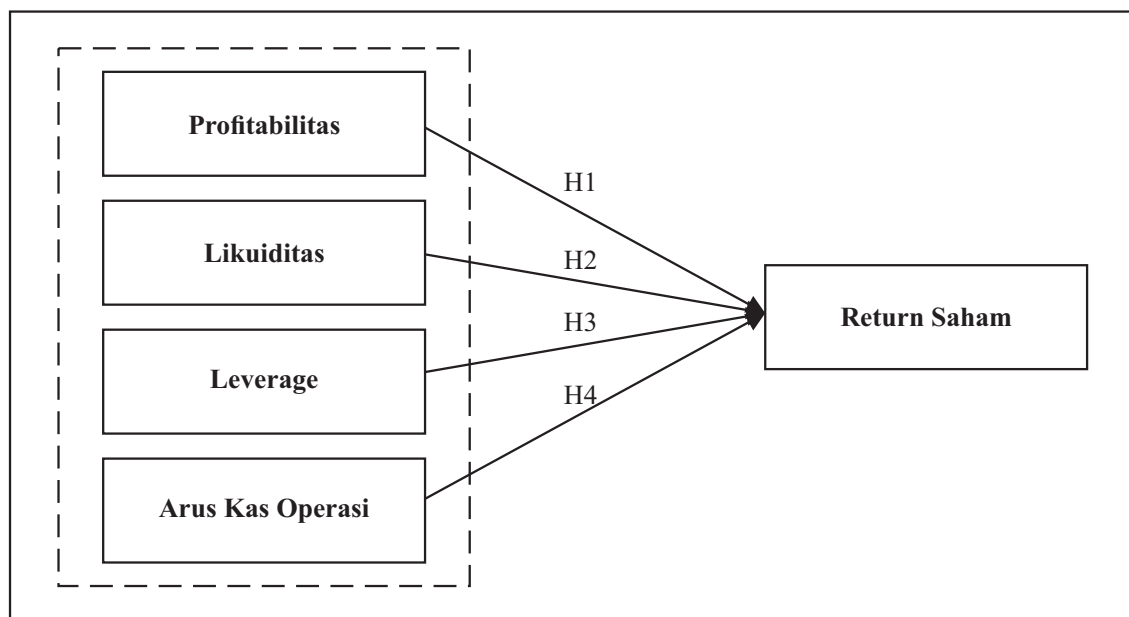 Profitabilitas
H1
Likuiditas
H2
Return Saham
H3
Leverage
H4
Arus Kas Operasi